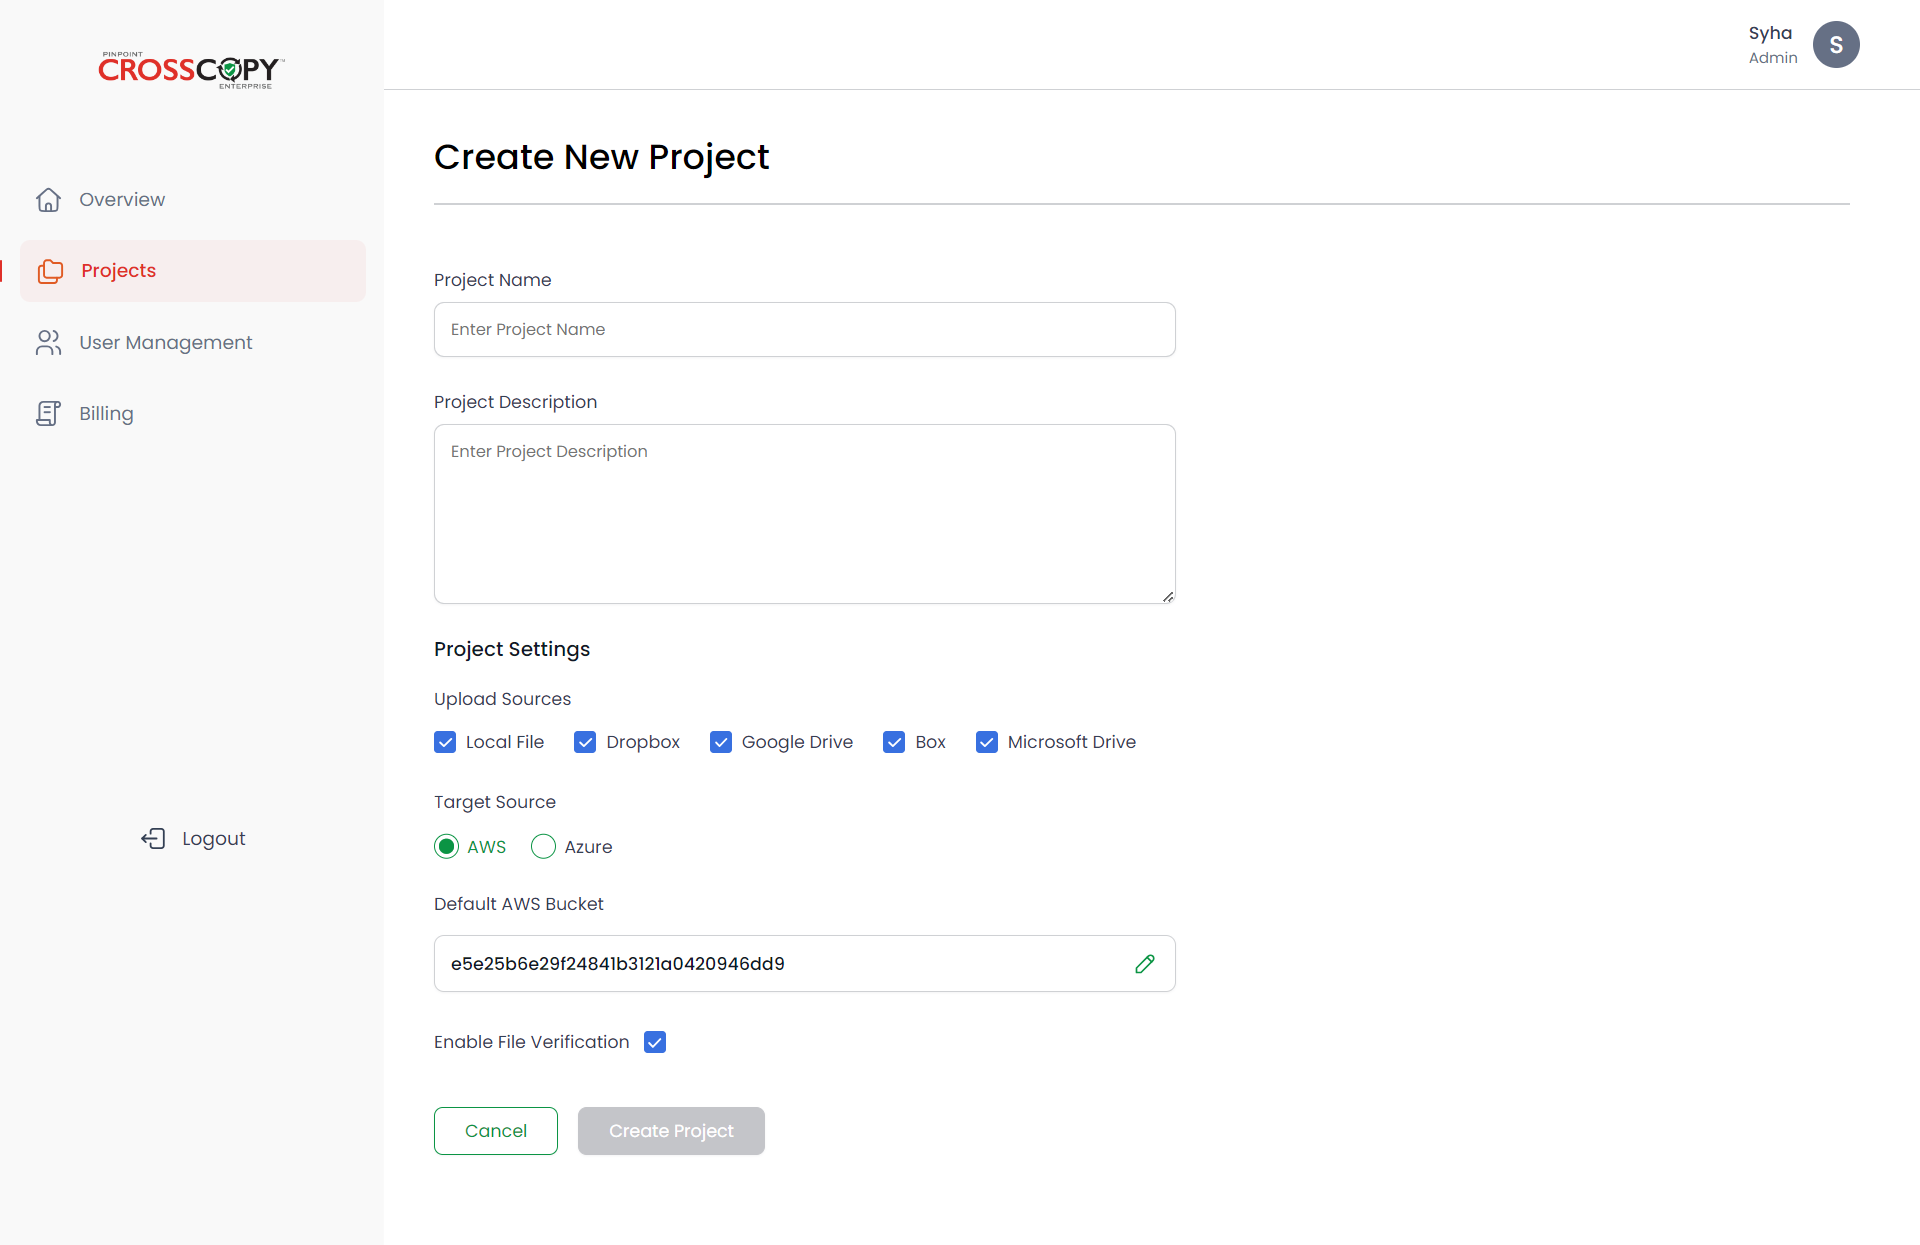 PINPOINT
CROSSCOPY™
ENTERPRISE
Syha
Admin
S
Overview
Projects
User Management
Billing
Logout
Create New Project
Project Name
Enter Project Name
Project Description
Enter Project Description
Project Settings
Upload Sources
Local File Dropbox Google Drive Box Microsoft Drive
Target Source
AWS Azure
Default AWS Bucket
e5e25b6e29f24841b3121a0420946dd9
Enable File Verification
Cancel Create Project